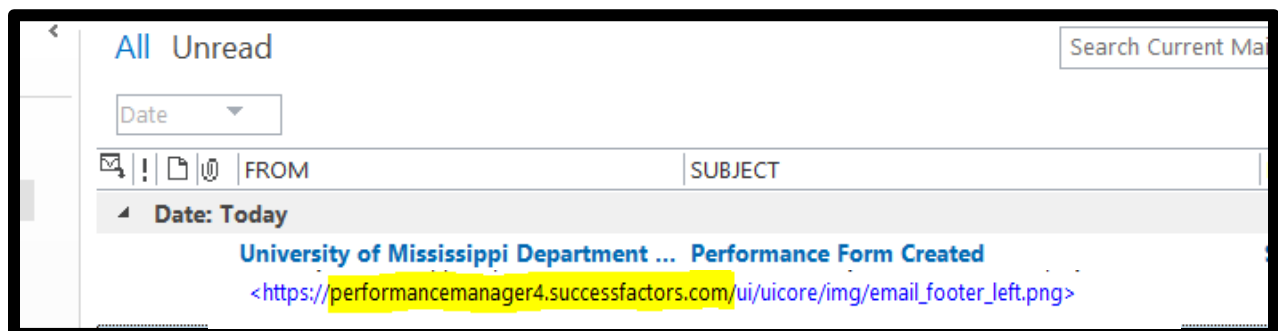 All Unread
Search Current Mai
Date
! FROM SUBJECT
Date: Today
University of Mississippi Department ... Performance Form Created
<https://performancemanager4.successfactors.com/ui/uicore/img/email_footer_left.png>